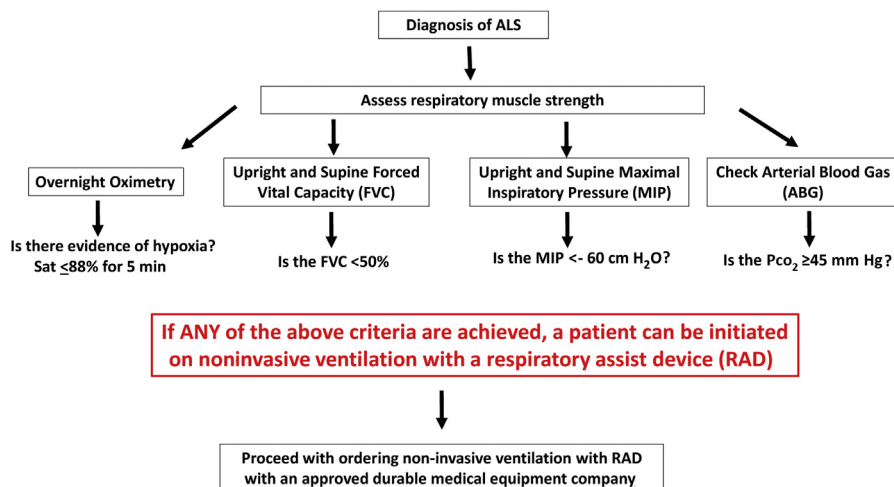 Diagnosis of ALS
Assess respiratory muscle strength
Overnight Oximetry
Upright and Supine Forced
Vital Capacity (FVC)
Upright and Supine Maximal
Inspiratory Pressure (MIP)
Check Arterial Blood Gas
(ABG)
Is there evidence of hypoxia?
Sat ≤88% for 5 min
Is the FVC <50%
Is the MIP <- 60 cm H₂O?
Is the Pco₂ ≥45 mm Hg?
If ANY of the above criteria are achieved, a patient can be initiated
on noninvasive ventilation with a respiratory assist device (RAD)
Proceed with ordering non-invasive ventilation with RAD
with an approved durable medical equipment company